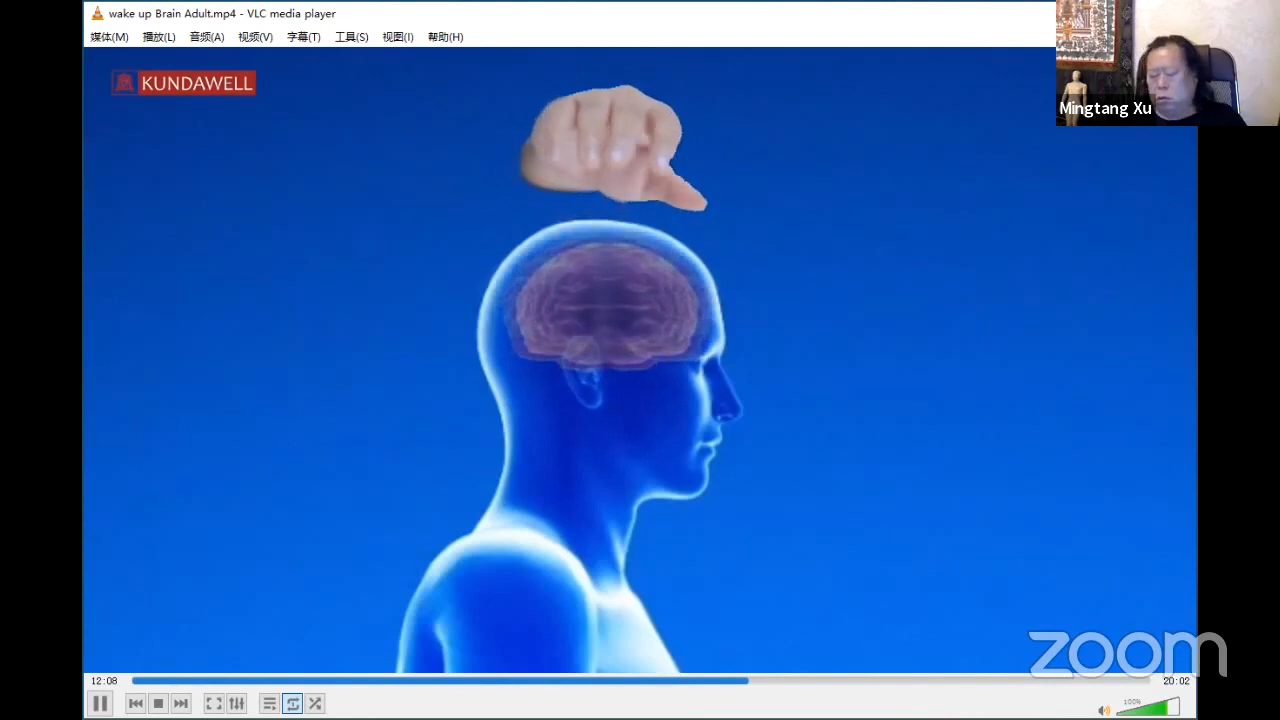 wake up Brain Adult.mp4 - VLC media player
媒体(M) 播放(L) 音频(A) 视频(V) 字幕(T) 工具(S) 视图(I) 帮助(H)
KUNDAWELL
Mingtang Xu
zoom
12:08
20:02
100%